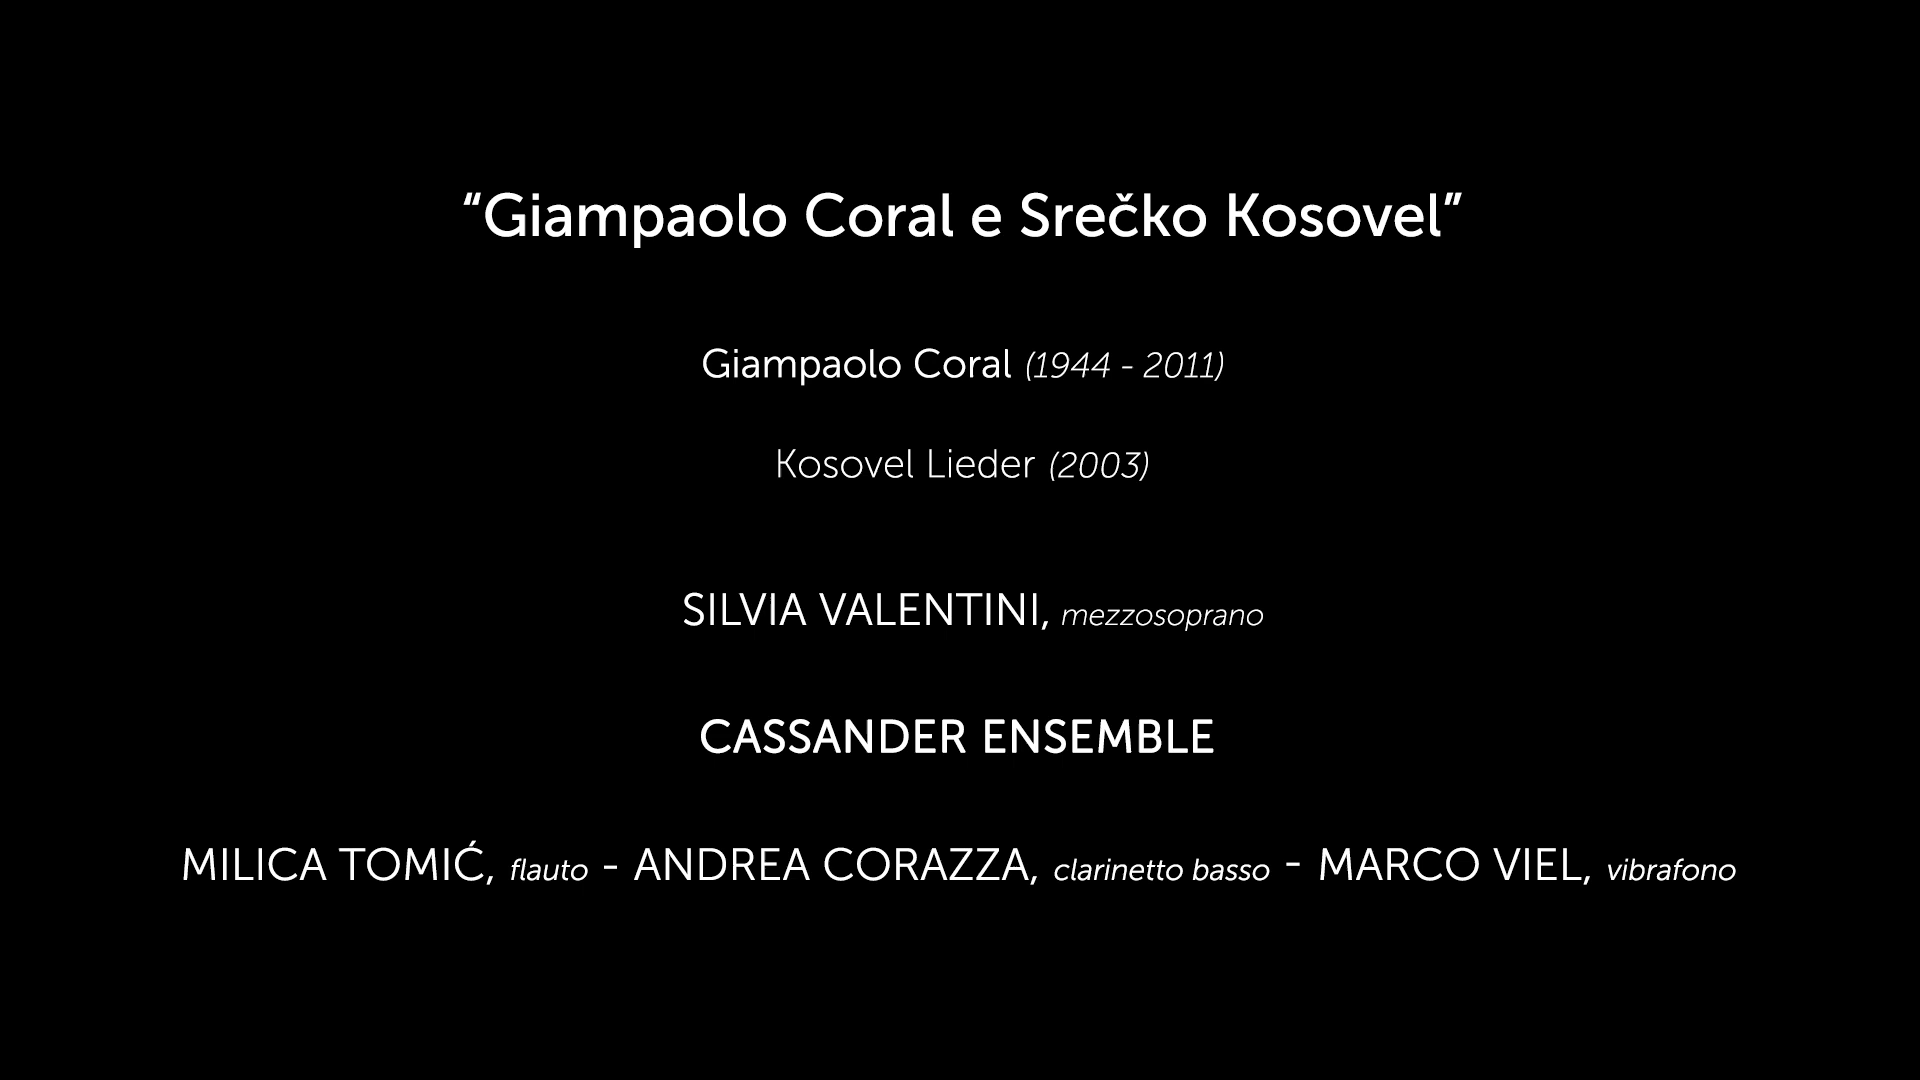 “Giampaolo Coral e Srečko Kosovel”
Giampaolo Coral (1944 - 2011)
Kosovel Lieder (2003)
SILVIA VALENTINI, mezzosoprano
CASSANDER ENSEMBLE
MILICA TOMIĆ, flauto - ANDREA CORAZZA, clarinetto basso - MARCO VIEL, vibrafono